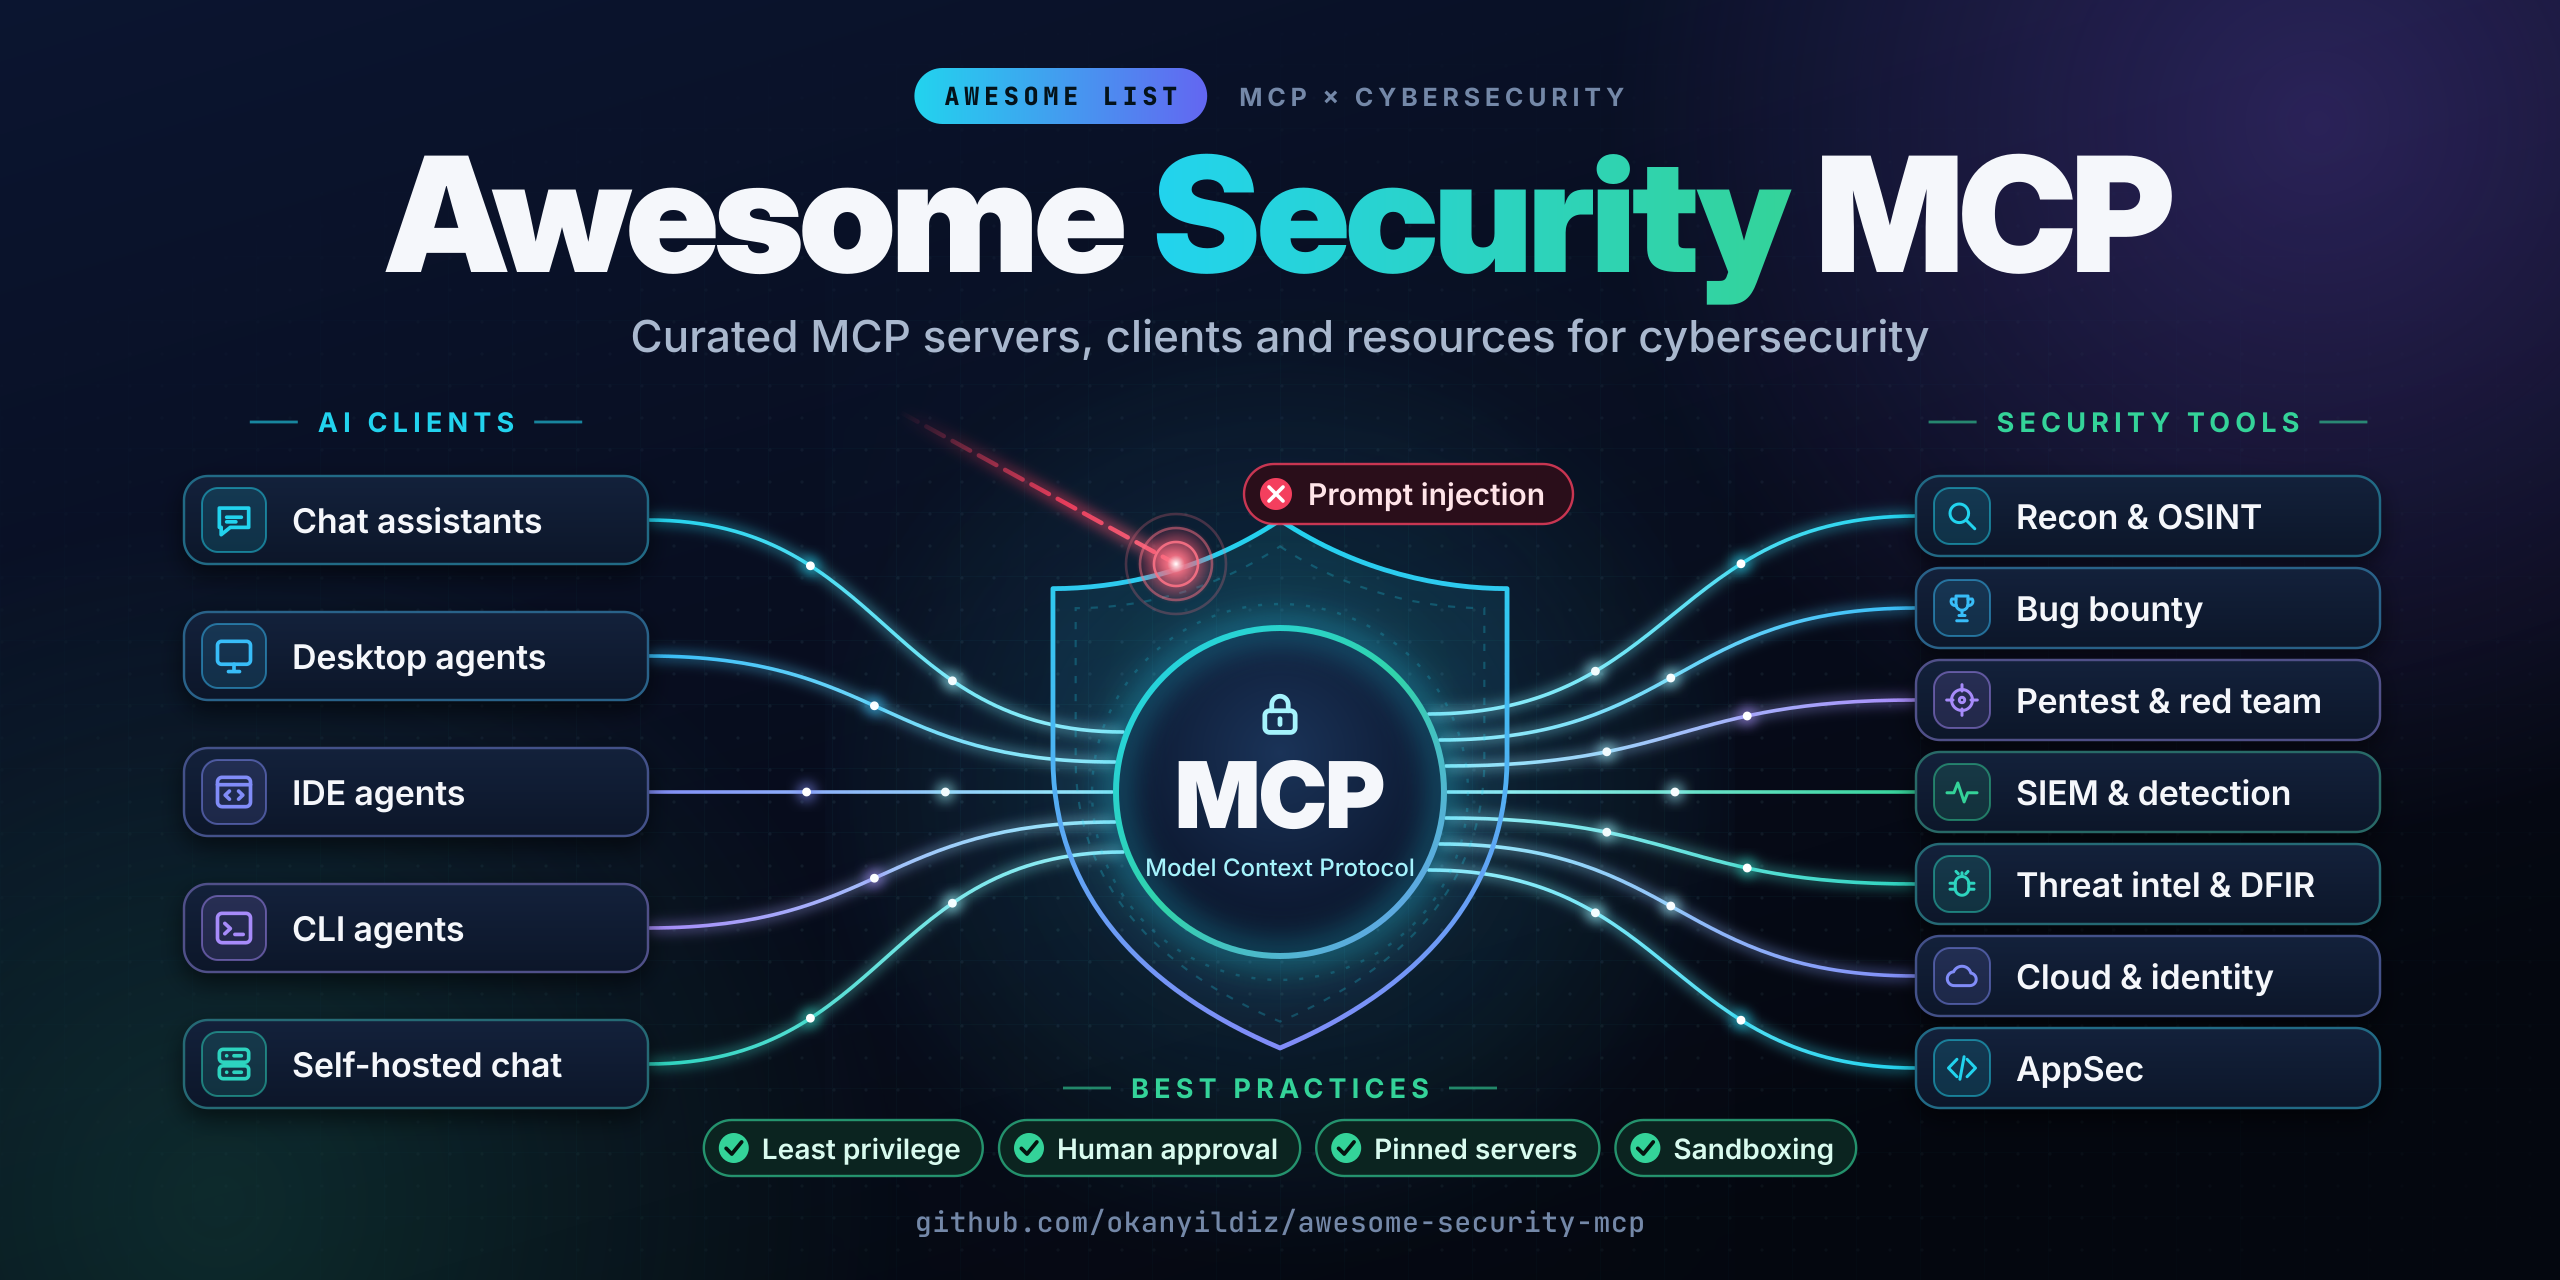 AWESOME LIST
MCP × CYBERSECURITY
Awesome Security MCP
Curated MCP servers, clients and resources for cybersecurity
AI CLIENTS
Chat assistants
Desktop agents
IDE agents
CLI agents
Self-hosted chat
Prompt injection
MCP
Model Context Protocol
SECURITY TOOLS
Recon & OSINT
Bug bounty
Pentest & red team
SIEM & detection
Threat intel & DFIR
Cloud & identity
AppSec
BEST PRACTICES
Least privilege
Human approval
Pinned servers
Sandboxing
github.com/okanyildiz/awesome-security-mcp